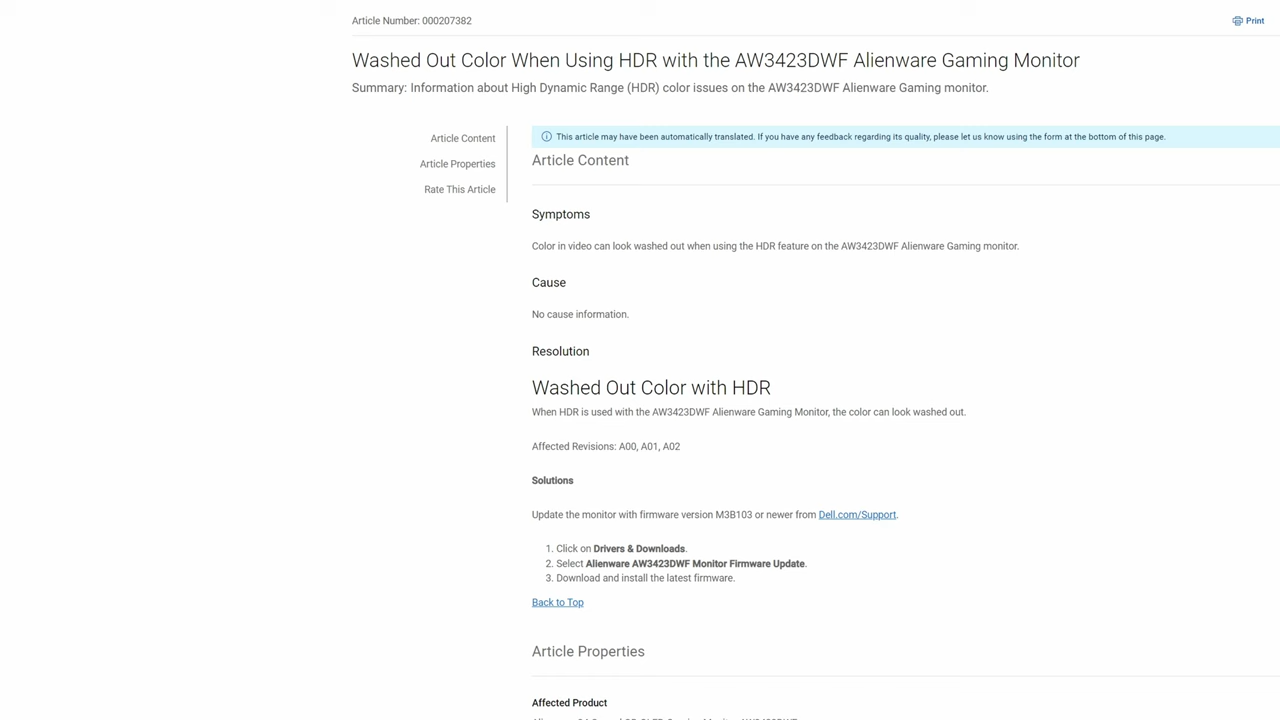 Article Number: 000207382
Print
Washed Out Color When Using HDR with the AW3423DWF Alienware Gaming Monitor
Summary: Information about High Dynamic Range (HDR) color issues on the AW3423DWF Alienware Gaming monitor.
Article Content
Article Properties
Rate This Article
This article may have been automatically translated. If you have any feedback regarding its quality, please let us know using the form at the bottom of this page.
Article Content
Symptoms
Color in video can look washed out when using the HDR feature on the AW3423DWF Alienware Gaming monitor.
Cause
No cause information.
Resolution
Washed Out Color with HDR
When HDR is used with the AW3423DWF Alienware Gaming Monitor, the color can look washed out.
Affected Revisions: A00, A01, A02
Solutions
Update the monitor with firmware version M3B103 or newer from Dell.com/Support.
1. Click on Drivers & Downloads.
2. Select Alienware AW3423DWF Monitor Firmware Update.
3. Download and install the latest firmware.
Back to Top
Article Properties
Affected Product